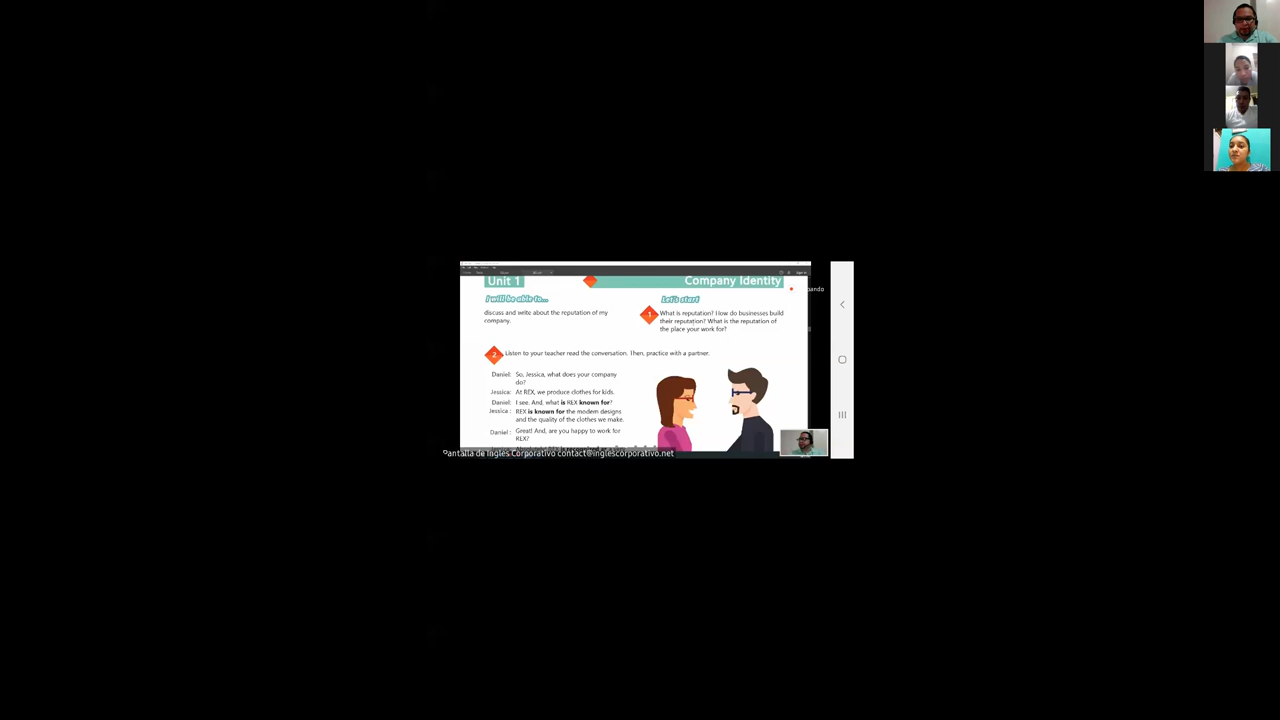 Unit 1
Company Identity
I will be able to...
discuss and write about the reputation of my
company.
Let's start
1
What is reputation? How do businesses build
their reputation? What is the reputation of
the place your work for?
2
Listen to your teacher read the conversation. Then, practice with a partner.
Daniel: So, Jessica, what does your company
do?
Jessica: At REX, we produce clothes for kids.
Daniel: I see. And, what is REX known for?
Jessica : REX is known for the modern designs
and the quality of the clothes we make.
Daniel : Great! And, are you happy to work for
REX?
Pantalla de Ingles Corporativo contact@inglescorporativo.net